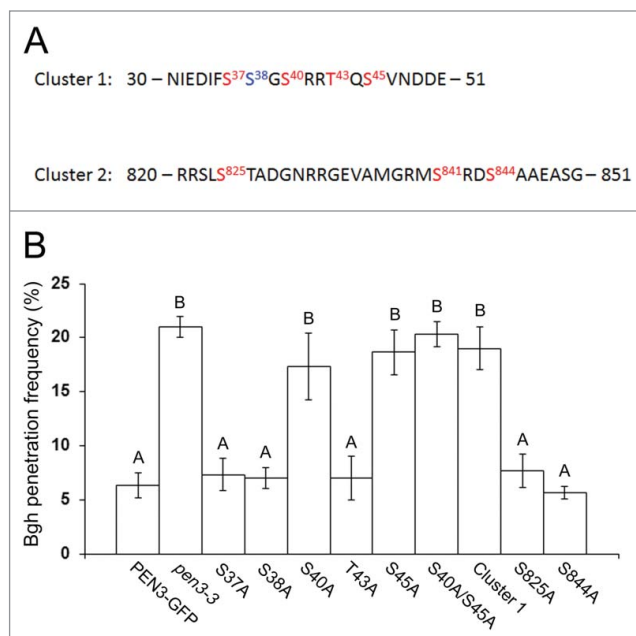 A
Cluster 1: 30 – NIEDIFS³⁷S³⁸GS⁴⁰RRT⁴³QS⁴⁵VNDDE – 51
Cluster 2: 820 – RRSLS⁸²⁵TADGNRRGEVAMGRMS⁸⁴¹RDS⁸⁴⁴AAEASG– 851
B
Bgh penetration frequency (%)
25
20
15
10
5
0
A
B
A
A
B
A
B
B
B
A
A
PEN3-GFP
pen3-3
S37A
S38A
S40A
T43A
S45A
S40A/S45A
Cluster 1
S825A
S844A